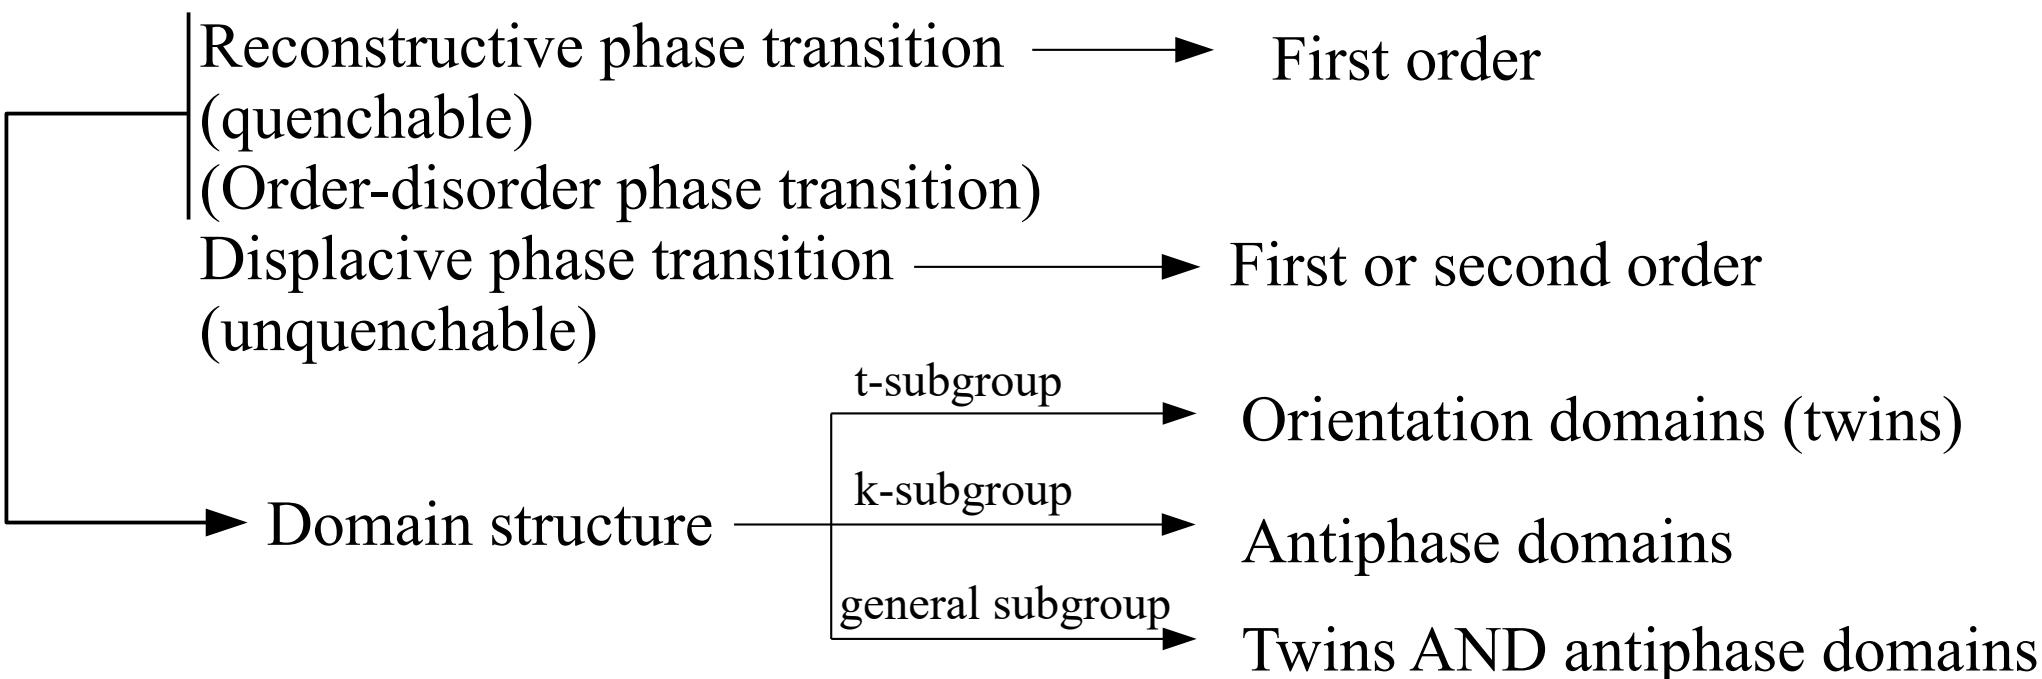 Reconstructive phase transition
First order
(quenchable)
(Order-disorder phase transition)
Displacive phase transition
First or second order
(unquenchable)
t-subgroup
Orientation domains (twins)
k-subgroup
Domain structure
Antiphase domains
general subgroup
Twins AND antiphase domains